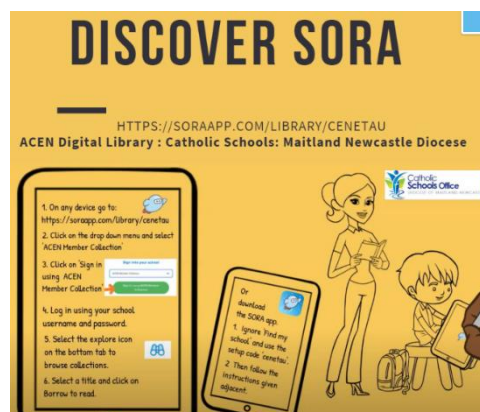 DISCOVER SORA
HTTPS://SORAAPP.COM/LIBRARY/CENETAU
ACEN Digital Library : Catholic Schools: Maitland Newcastle Diocese
Catholic
Schools Office
1. On any device go to:
https://soraapp.com/library/cenetau
2. Click on the drop down menu and select
'ACEN Member Collection'
3. Click on 'Sign in
using ACEN
Member Collection'
4. Log in using your school
username and password.
5. Select the explore icon
on the bottom tab to
browse collections.
6. Select a title and click on
Borrow to read.
Or
download
the SORA app.
1. Ignore 'Find my
school' and use the
setup code 'cenetau'.
2 Then follow the
instructions given
adjacent.